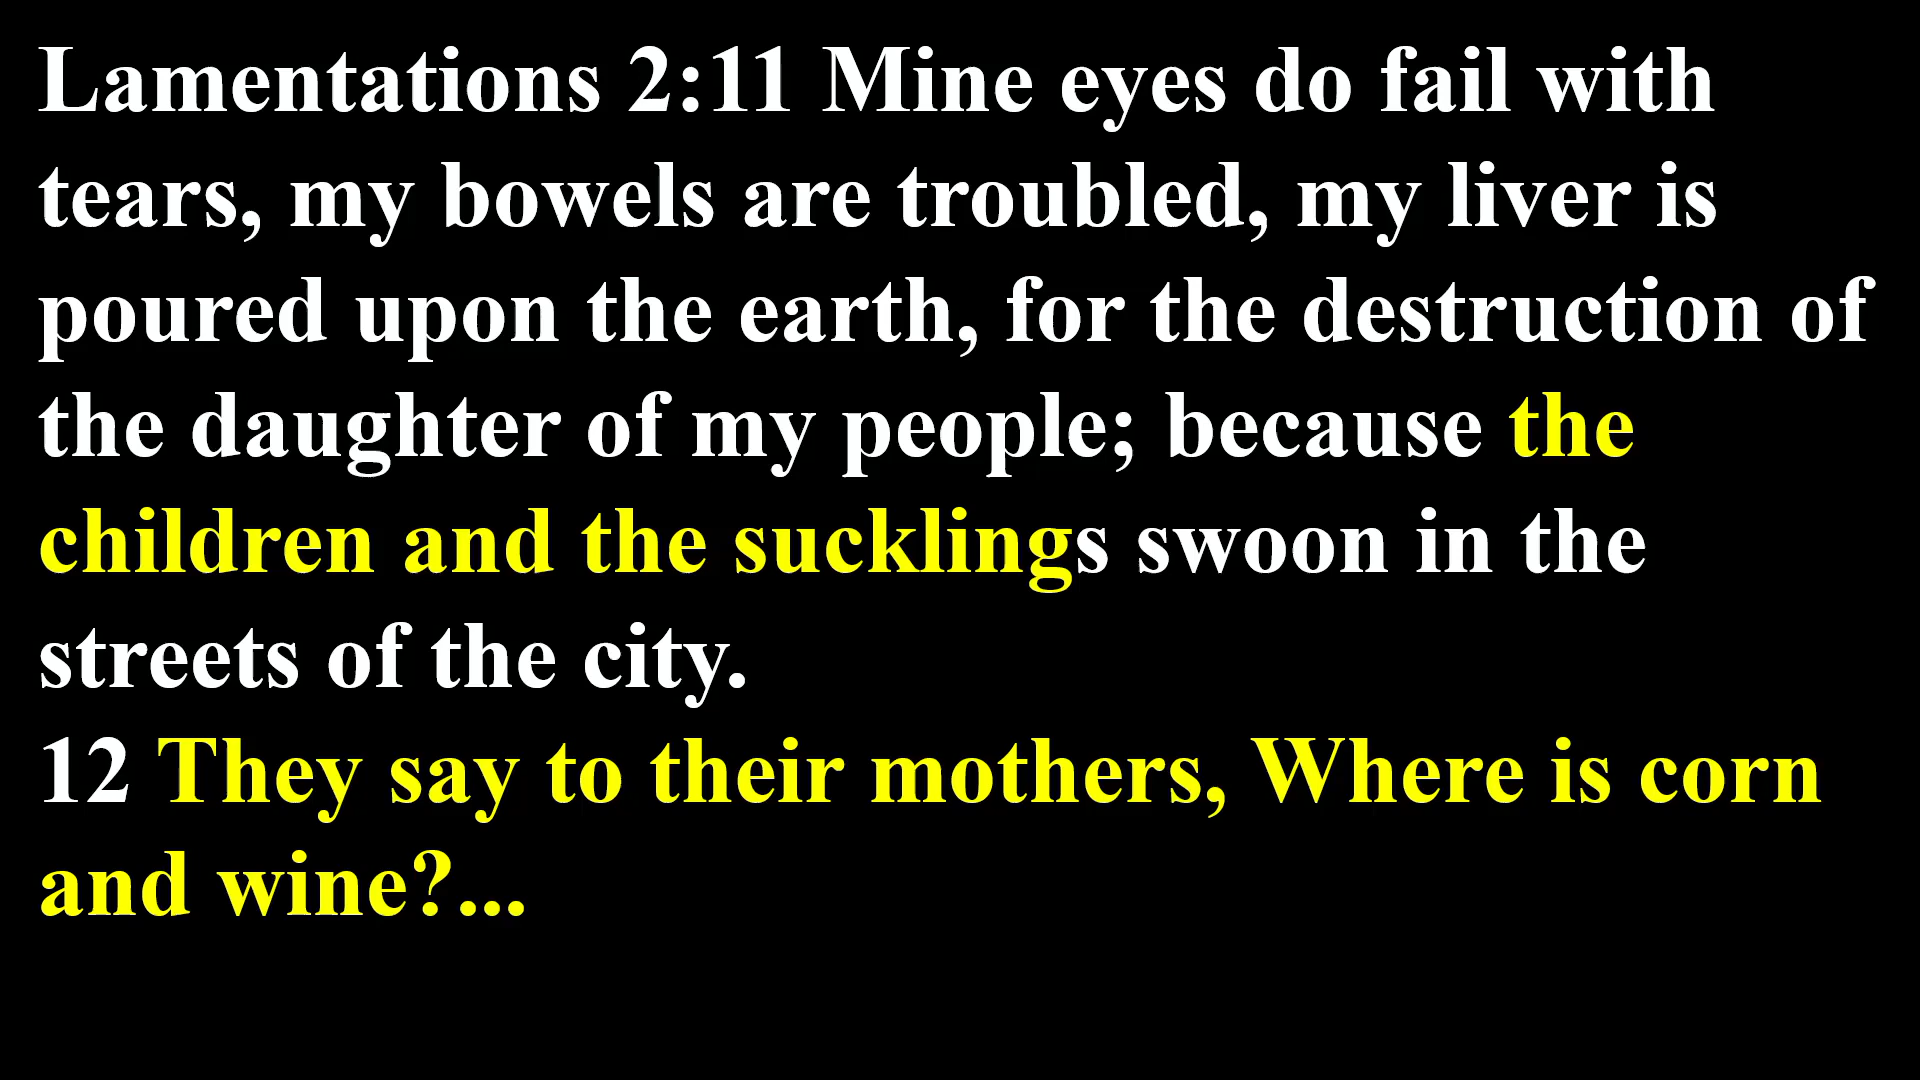 Lamentations 2:11 Mine eyes do fail with
tears, my bowels are troubled, my liver is
poured upon the earth, for the destruction of
the daughter of my people; because the
children and the sucklings swoon in the
streets of the city.
12 They say to their mothers, Where is corn
and wine?...